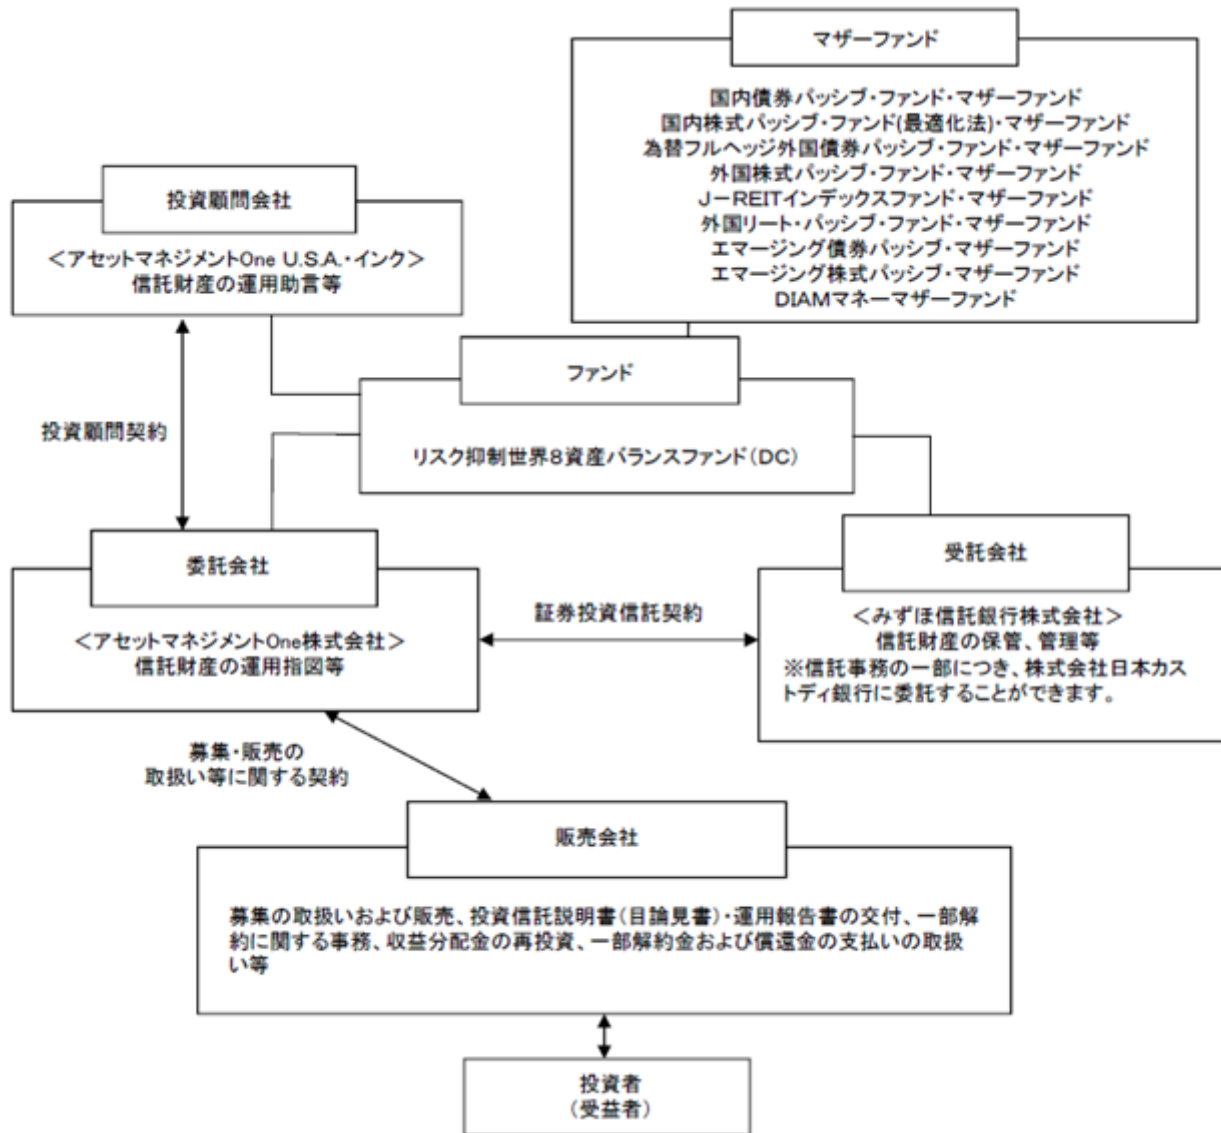 マザーファンド
国内債券パッシブ・ファンド・マザーファンド
国内株式パッシブ・ファンド(最適化法)・マザーファンド
為替フルヘッジ外国債券パッシブ・ファンド・マザーファンド
外国株式パッシブ・ファンド・マザーファンド
J－REITインデックスファンド・マザーファンド
外国リート・パッシブ・ファンド・マザーファンド
エマージング債券パッシブ・マザーファンド
エマージング株式パッシブ・マザーファンド
DIAMマネーマザーファンド
投資顧問会社
＜アセットマネジメントOne U.S.A.・インク＞
信託財産の運用助言等
ファンド
リスク抑制世界8資産バランスファンド（DC）
投資顧問契約
委託会社
＜アセットマネジメントOne株式会社＞
信託財産の運用指図等
証券投資信託契約
受託会社
＜みずほ信託銀行株式会社＞
信託財産の保管、管理等
※信託事務の一部につき、株式会社日本カス
トディ銀行に委託することができます。
募集・販売の
取扱い等に関する契約
販売会社
募集の取扱いおよび販売、投資信託説明書（目論見書）・運用報告書の交付、一部解
約に関する事務、収益分配金の再投資、一部解約金および償還金の支払いの取扱
い等
投資者
（受益者）